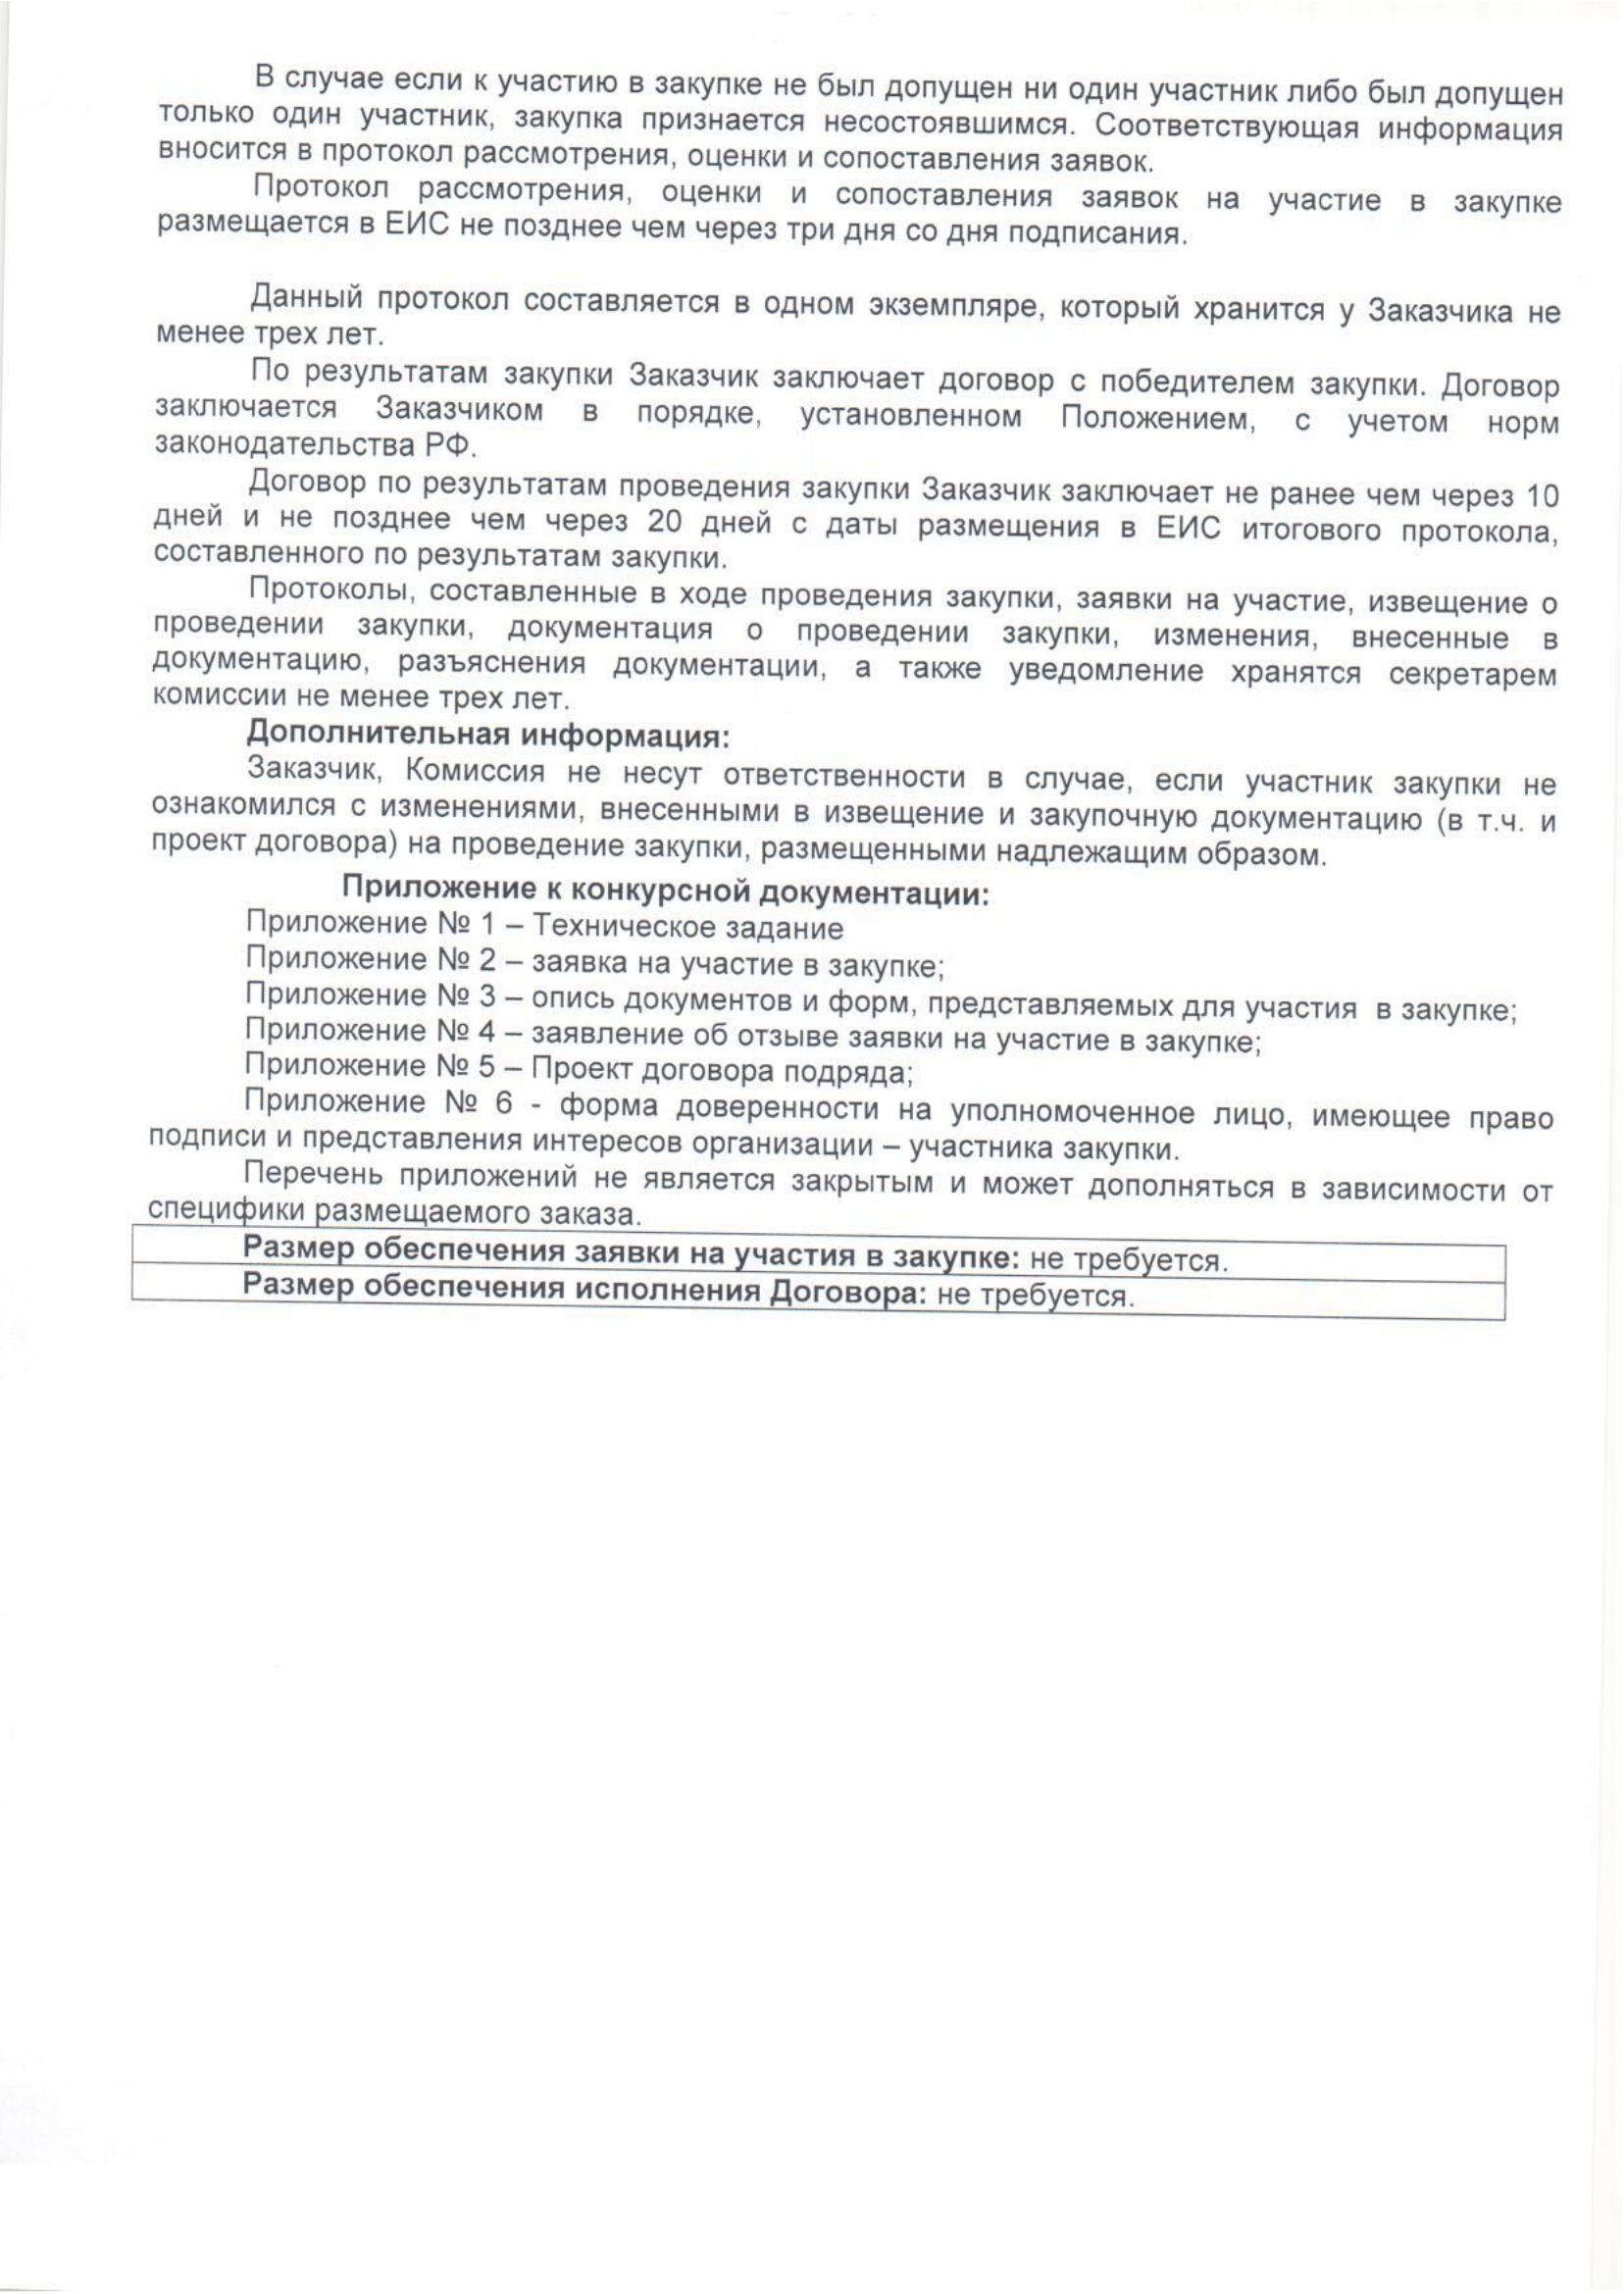 В случае если к участию в закупке не был допущен ни один участник либо был допущен
только один участник, закупка признается несостоявшимся. Соответствующая информация
вносится в протокол рассмотрения, оценки и сопоставления заявок.
Протокол рассмотрения, оценки и сопоставления заявок на участие в закупке
размещается в ЕИС не позднее чем через три дня со дня подписания.
Данный протокол составляется в одном экземпляре, который хранится у Заказчика не
менее трех лет.
По результатам закупки Заказчик заключает договор с победителем закупки. Договор
заключается Заказчиком в порядке, установленном Положением, с учетом норм
законодательства РФ.
Договор по результатам проведения закупки Заказчик заключает не ранее чем через 10
дней и не позднее чем через 20 дней с даты размещения в ЕИС итогового протокола,
составленного по результатам закупки.
Протоколы, составленные в ходе проведения закупки, заявки на участие, извещение о
проведении закупки, документация о проведении закупки, изменения, внесенные в
документацию, разъяснения документации, а также уведомление хранятся секретарем
комиссии не менее трех лет.
Дополнительная информация:
Заказчик, Комиссия не несут ответственности в случае, если участник закупки не
ознакомился с изменениями, внесенными в извещение и закупочную документацию (в т.ч. и
проект договора) на проведение закупки, размещенными надлежащим образом.
Приложение к конкурсной документации:
Приложение № 1 – Техническое задание
Приложение № 2 – заявка на участие в закупке;
Приложение № 3 – опись документов и форм, представляемых для участия в закупке;
Приложение № 4 – заявление об отзыве заявки на участие в закупке;
Приложение № 5 – Проект договора подряда;
Приложение № 6 - форма доверенности на уполномоченное лицо, имеющее право
подписи и представления интересов организации – участника закупки.
Перечень приложений не является закрытым и может дополняться в зависимости от
специфики размещаемого заказа.
Размер обеспечения заявки на участия в закупке: не требуется.
Размер обеспечения исполнения Договора: не требуется.